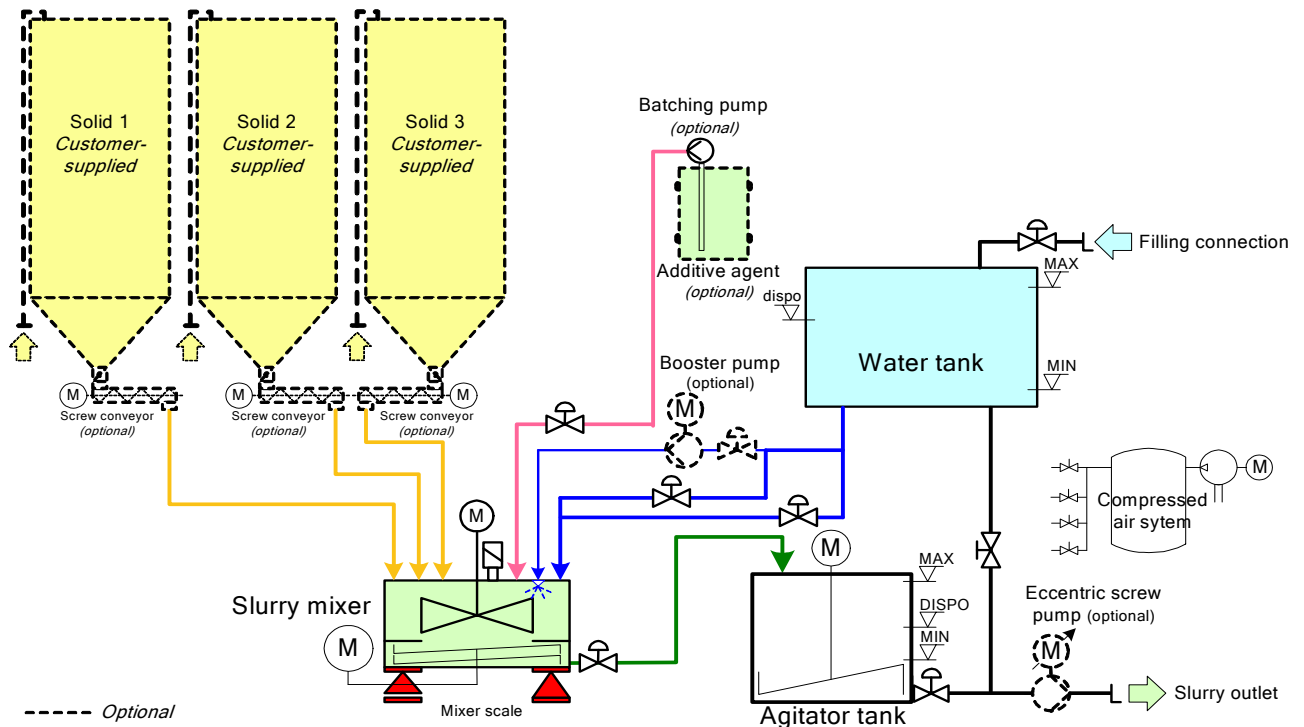 Solid 1
Customer-
supplied
Solid 2
Customer-
supplied
Solid 3
Customer-
supplied
Batching pump
(optional)
Additive agent
(optional)
Filling connection
MAX
dispo
Water tank
MIN
M
Screw conveyor
(optional)
M
Screw conveyor
(optional)
M
Screw conveyor
(optional)
Booster pump
(optional)
M
Compressed
air sytem
M
M
M
Slurry mixer
M
Mixer scale
MAX
DISPO
MIN
Agitator tank
Eccentric screw
pump (optional)
M
Slurry outlet
Optional